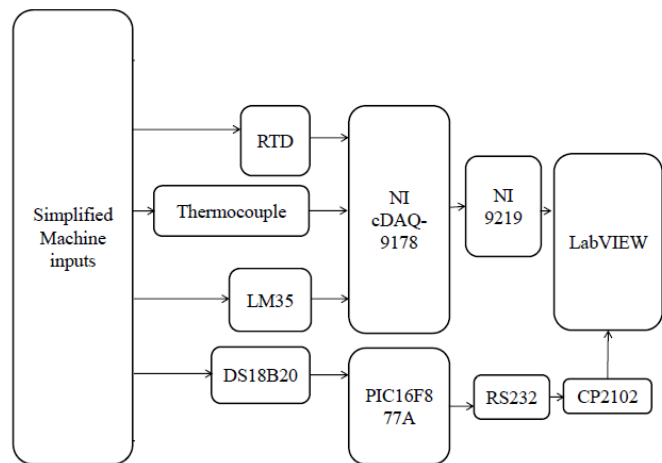 Simplified
Machine
inputs
RTD
Thermocouple
LM35
DS18B20
NI
cDAQ-
9178
PIC16F8
77A
NI
9219
RS232
LabVIEW
CP2102